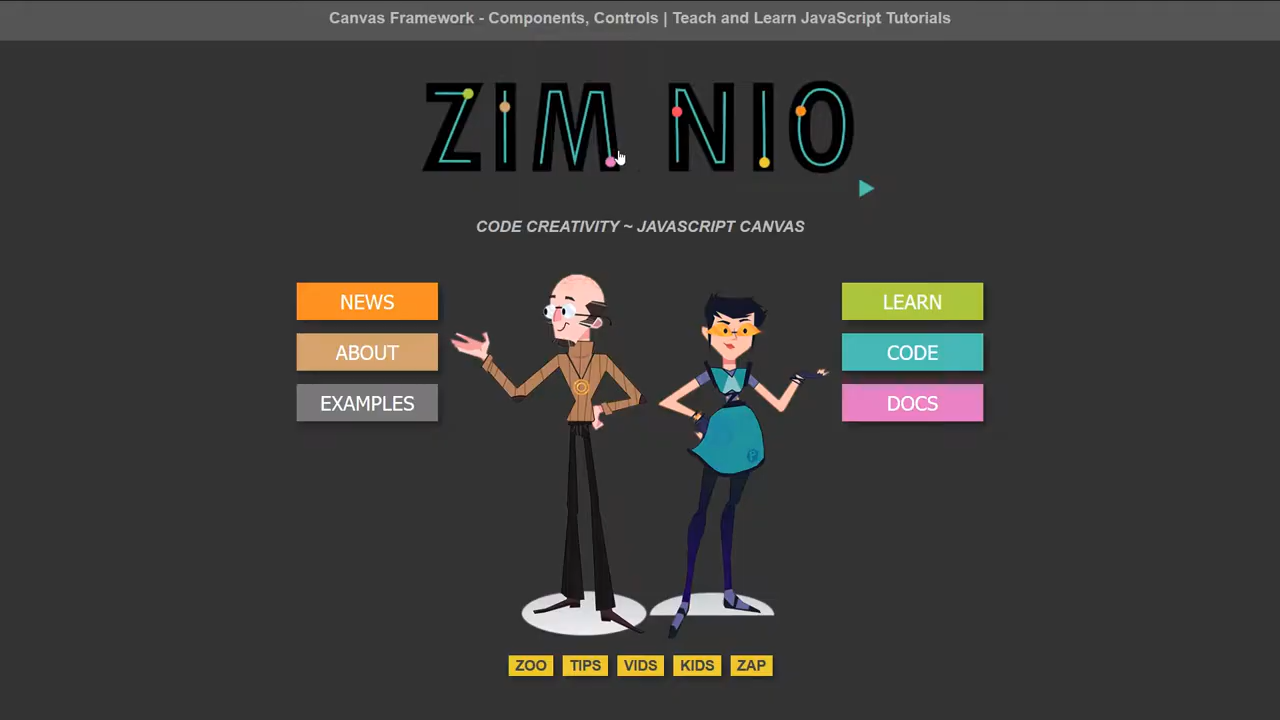 Canvas Framework - Components, Controls | Teach and Learn JavaScript Tutorials
ZIM NIO
CODE CREATIVITY ~ JAVASCRIPT CANVAS
NEWS
ABOUT
EXAMPLES
LEARN
CODE
DOCS
P
ZOO TIPS VIDS KIDS ZAP